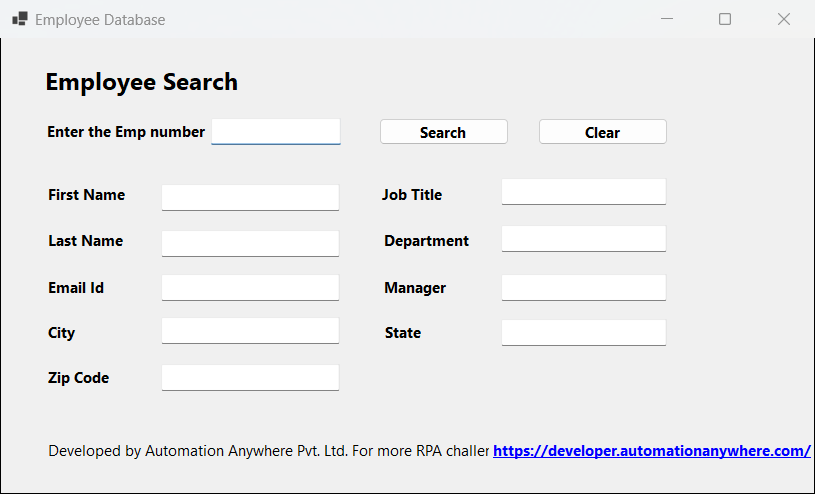 Employee Database
Employee Search
Enter the Emp number Search Clear
First Name Job Title
Last Name Department
Email Id Manager
City State
Zip Code
Developed by Automation Anywhere Pvt. Ltd. For more RPA challer https://developer.automationanywhere.com/